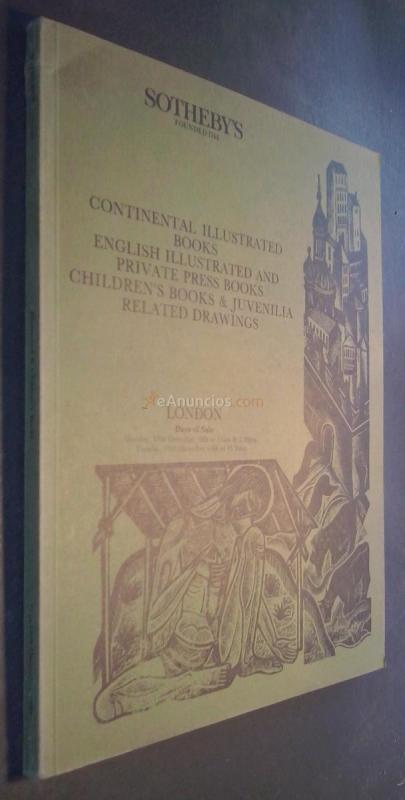 SOTHEBY'S
FOUNDED 1744
CONTINENTAL ILLUSTRATED
BOOKS
ENGLISH ILLUSTRATED AND
PRIVATE PRESS BOOKS
CHILDREN'S BOOKS & JUVENILIA
RELATED DRAWINGS
eAnuncios.com
LONDON
Days of Sale